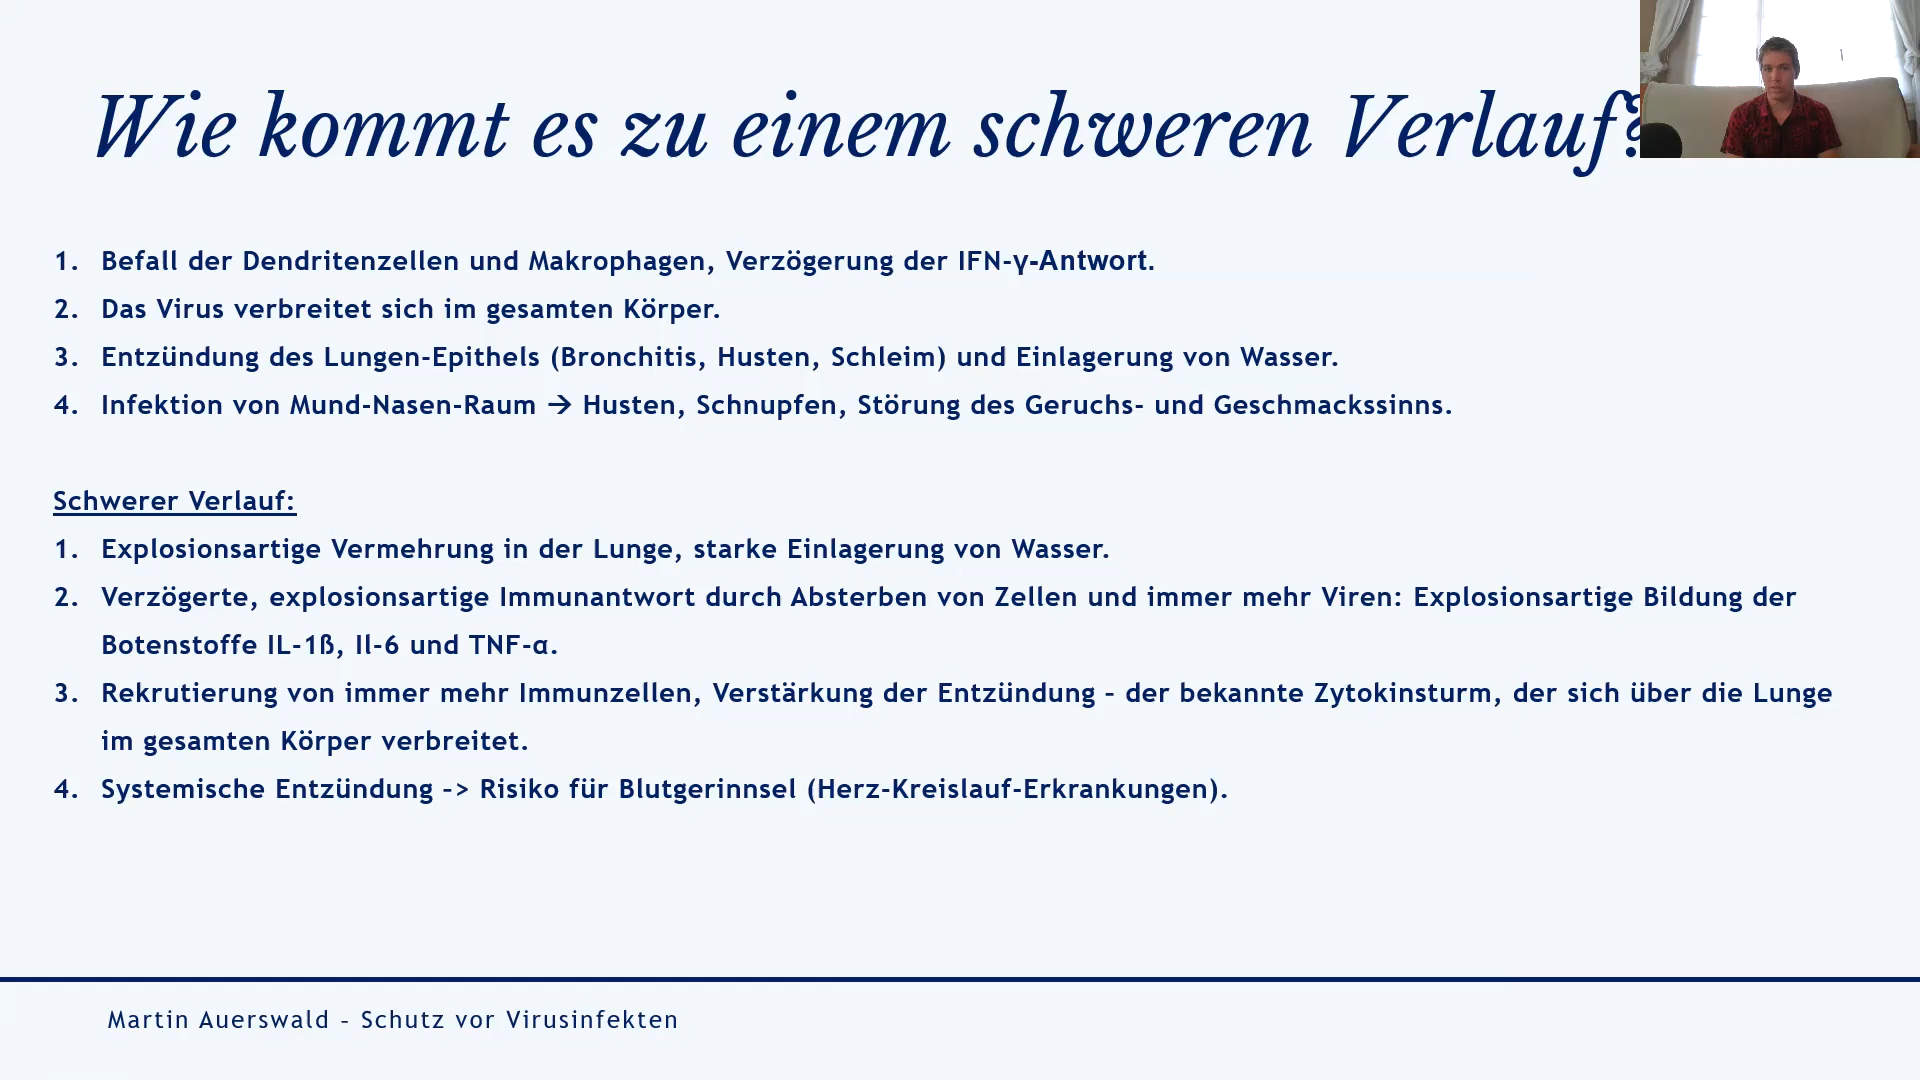 Wie kommt es zu einem schweren Verlauf?
1. Befall der Dendritenzellen und Makrophagen, Verzögerung der IFN-γ-Antwort.
2. Das Virus verbreitet sich im gesamten Körper.
3. Entzündung des Lungen-Epithels (Bronchitis, Husten, Schleim) und Einlagerung von Wasser.
4. Infektion von Mund-Nasen-Raum → Husten, Schnupfen, Störung des Geruchs- und Geschmackssinns.
Schwerer Verlauf:
1. Explosionsartige Vermehrung in der Lunge, starke Einlagerung von Wasser.
2. Verzögerte, explosionsartige Immunantwort durch Absterben von Zellen und immer mehr Viren: Explosionsartige Bildung der
Botenstoffe IL-1ß, Il-6 und TNF-α.
3. Rekrutierung von immer mehr Immunzellen, Verstärkung der Entzündung – der bekannte Zytokinsturm, der sich über die Lunge
im gesamten Körper verbreitet.
4. Systemische Entzündung -> Risiko für Blutgerinnsel (Herz-Kreislauf-Erkrankungen).
Martin Auerswald – Schutz vor Virusinfekten